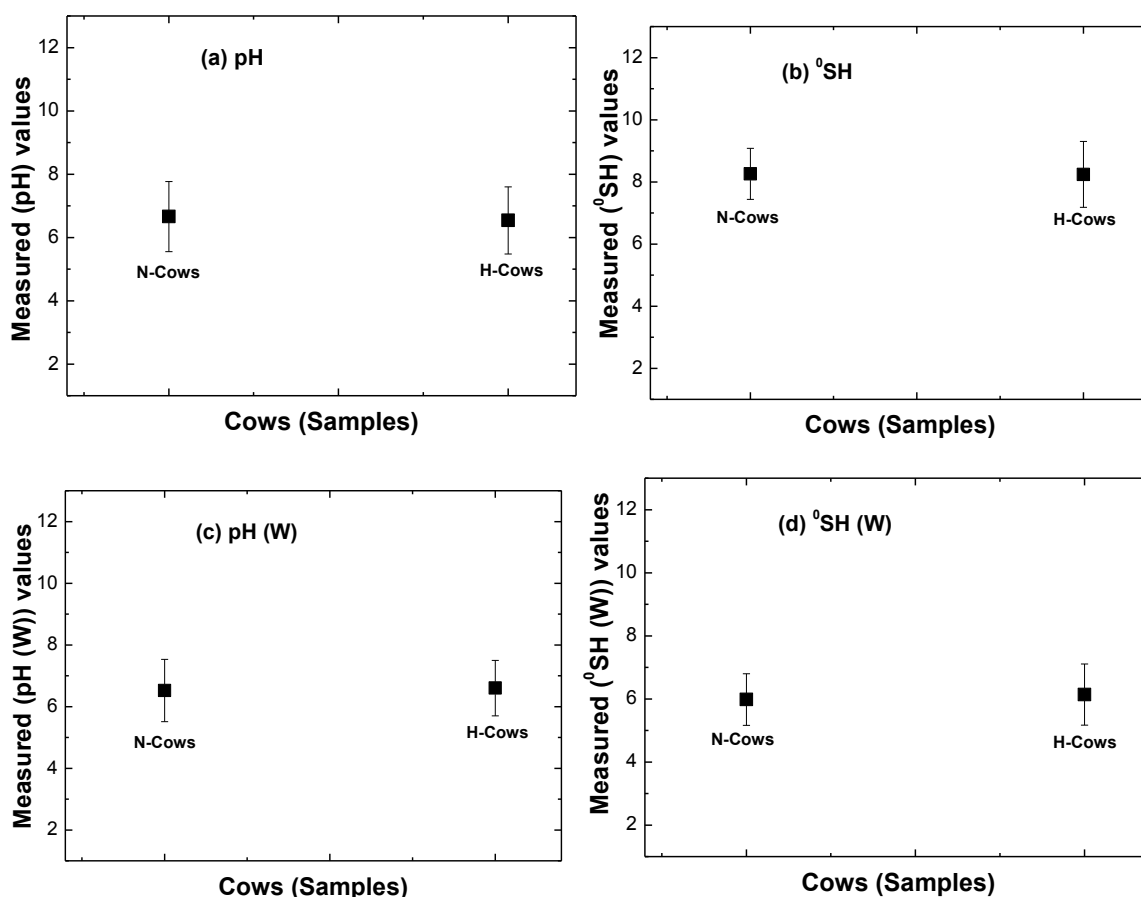 (a) pH
Measured (pH) values
12
10
8
6
4
2
N-Cows
H-Cows
Cows (Samples)
(b) ⁰SH
Measured (⁰SH) values
12
10
8
6
4
2
N-Cows
H-Cows
Cows (Samples)
(c) pH (W)
Measured (pH (W)) values
12
10
8
6
4
2
N-Cows
H-Cows
Cows (Samples)
(d) ⁰SH (W)
Measured (⁰SH (W)) values
12
10
8
6
4
2
N-Cows
H-Cows
Cows (Samples)